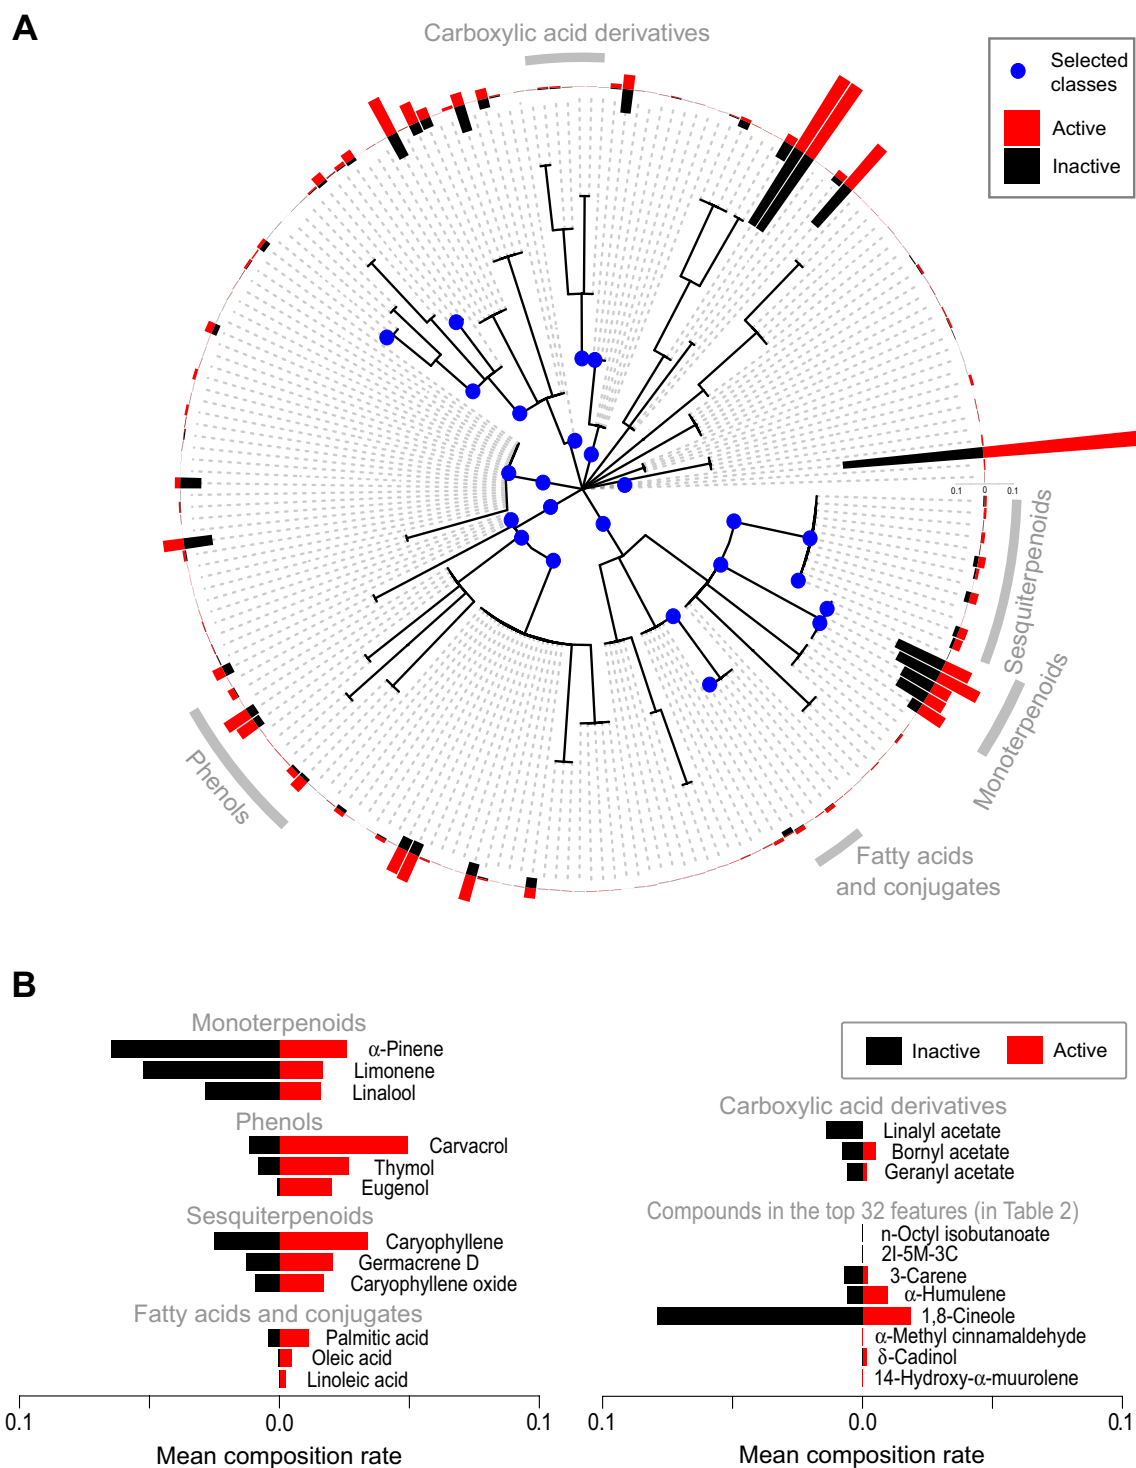 A
Carboxylic acid derivatives
Selected
classes
Active
Inactive
0.1 0 0.1
Sesquiterpenoids
Monoterpenoids
Phenols
Fatty acids
and conjugates
B
Monoterpenoids
α-Pinene
Limonene
Linalool
Phenols
Carvacrol
Thymol
Eugenol
Sesquiterpenoids
Caryophyllene
Germacrene D
Caryophyllene oxide
Fatty acids and conjugates
Palmitic acid
Oleic acid
Linoleic acid
0.1 0.0 0.1
Mean composition rate
Inactive Active
Carboxylic acid derivatives
Linalyl acetate
Bornyl acetate
Geranyl acetate
Compounds in the top 32 features (in Table 2)
n-Octyl isobutanoate
2I-5M-3C
3-Carene
α-Humulene
1,8-Cineole
α-Methyl cinnamaldehyde
δ-Cadinol
14-Hydroxy-α-muurolene
0.1 0.0 0.1
Mean composition rate